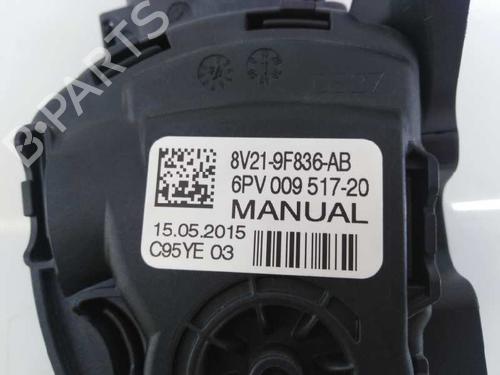 B-PARTS
8V21-9F836-AB
6PV 009 517-20
MANUAL
15.05.2015
C95YE 03